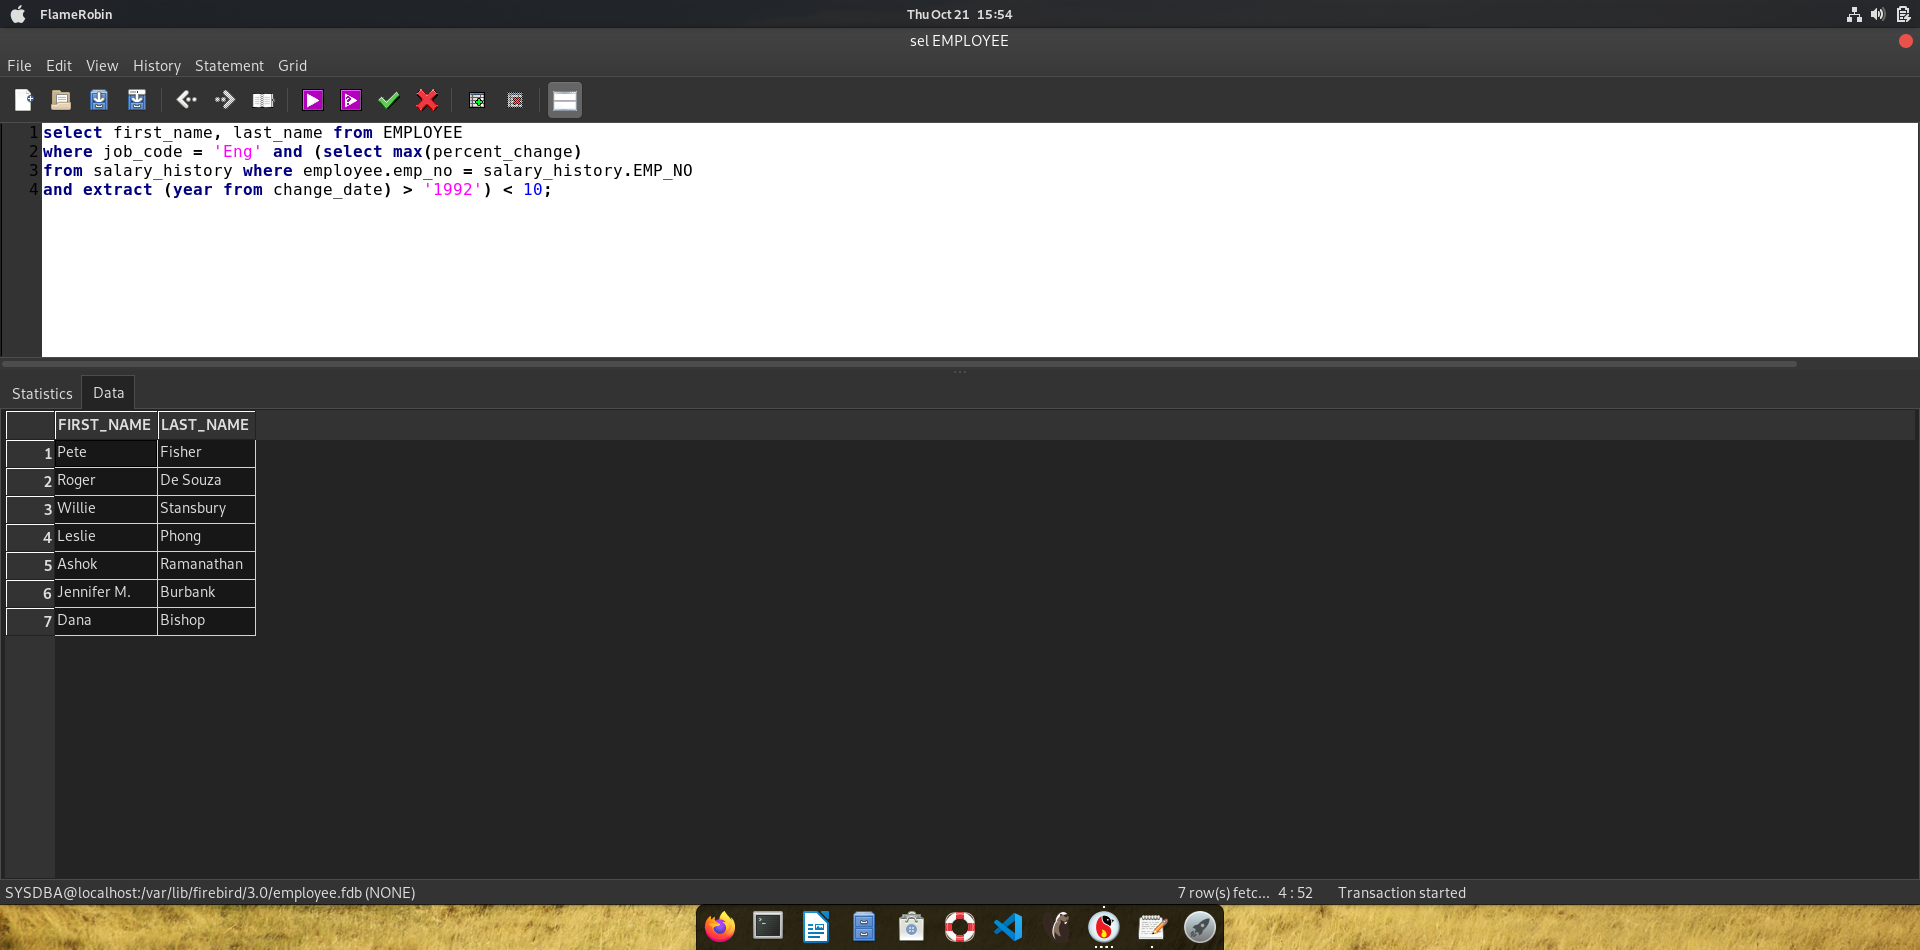 FlameRobin
Thu Oct 21 15:54
sel EMPLOYEE
File Edit View History Statement Grid
1 select first_name, last_name from EMPLOYEE
2 where job_code = 'Eng' and (select max(percent_change)
3 from salary_history where employee.emp_no = salary_history.EMP_NO
4 and extract (year from change_date) > '1992') < 10;
Statistics Data
FIRST_NAME LAST_NAME
1 Pete Fisher
2 Roger De Souza
3 Willie Stansbury
4 Leslie Phong
5 Ashok Ramanathan
6 Jennifer M. Burbank
7 Dana Bishop
SYSDBA@localhost:/var/lib/firebird/3.0/employee.fdb (NONE) 7 row(s) fetc... 4 : 52 Transaction started